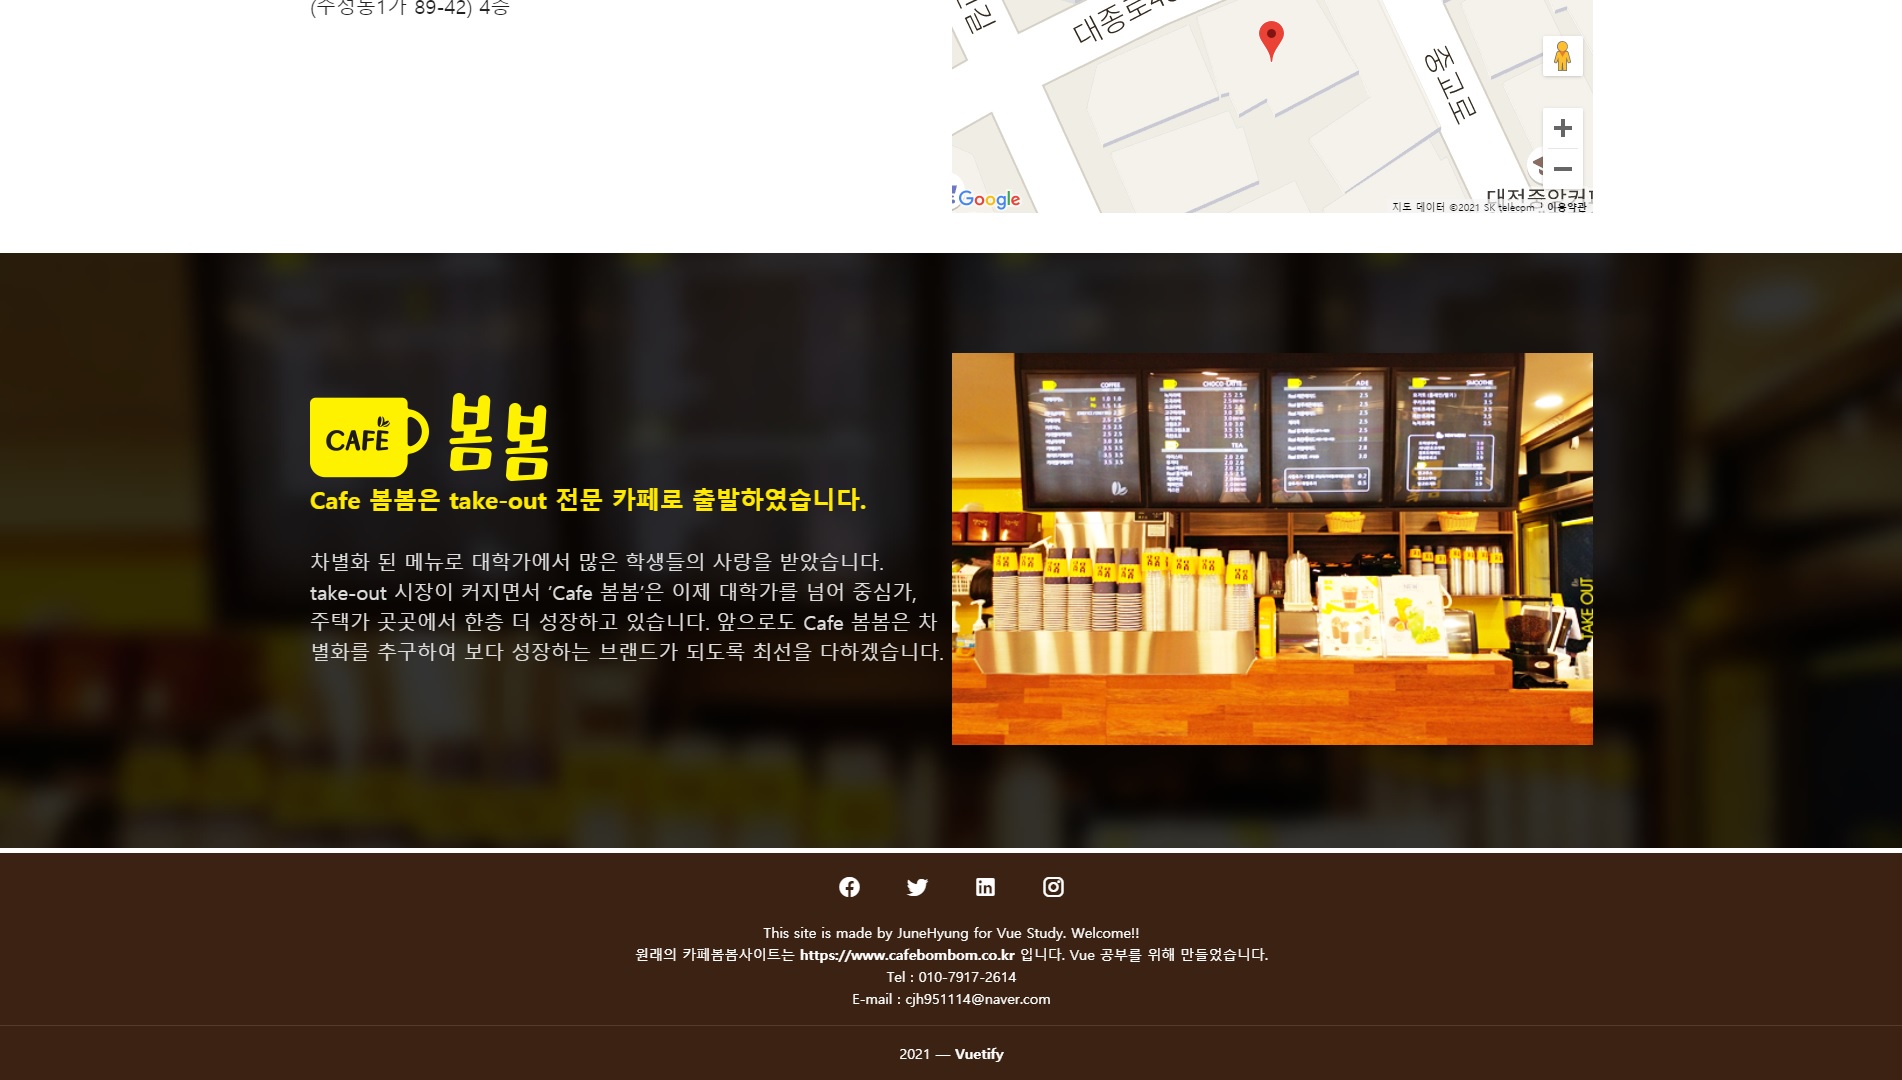 (수성동1가 89-42) 4층
대종로4
중교로
Google
지도 데이터 ©2021 SK telecom
이용약관
CAFE 봄봄
Cafe 봄봄은 take-out 전문 카페로 출발하였습니다.
차별화 된 메뉴로 대학가에서 많은 학생들의 사랑을 받았습니다.
take-out 시장이 커지면서 ‘Cafe 봄봄’은 이제 대학가를 넘어 중심가,
주택가 곳곳에서 한층 더 성장하고 있습니다. 앞으로도 Cafe 봄봄은 차
별화를 추구하여 보다 성장하는 브랜드가 되도록 최선을 다하겠습니다.
COFFEE
CHOCO LATTE
ADE
SMOOTHIE
TEA
TAKE OUT
This site is made by JuneHyung for Vue Study. Welcome!!
원래의 카페봄봄사이트는 https://www.cafebombom.co.kr 입니다. Vue 공부를 위해 만들었습니다.
Tel : 010-7917-2614
E-mail : cjh951114@naver.com
2021 — Vuetify